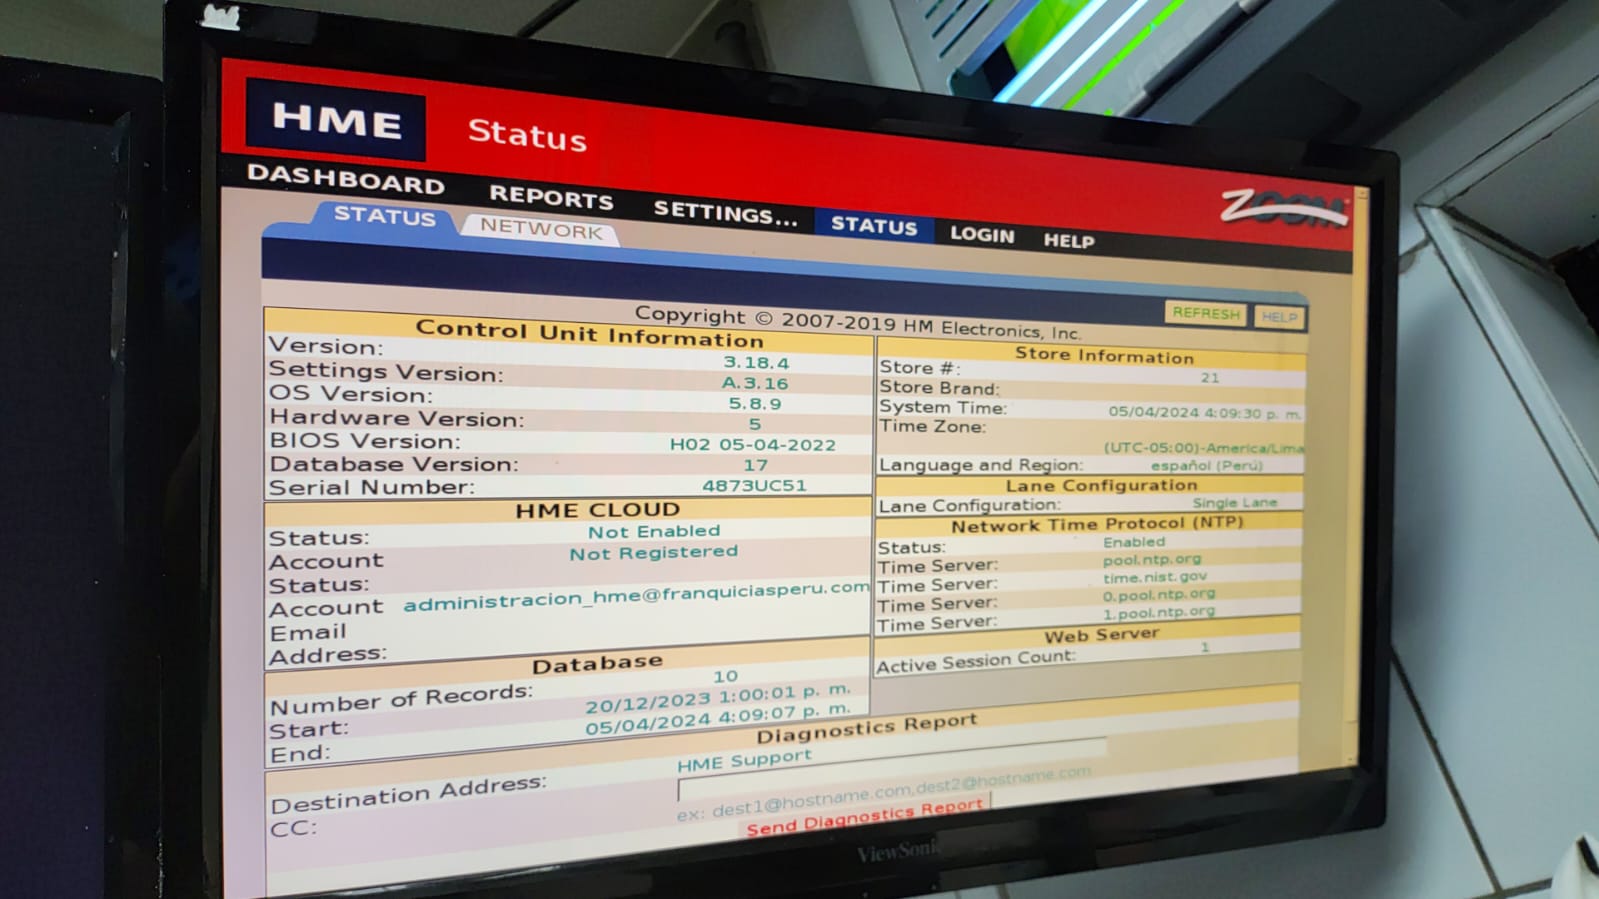 HME Status
ZOOM
DASHBOARD REPORTS SETTINGS... STATUS LOGIN HELP
STATUS NETWORK
REFRESH HELP
Copyright © 2007-2019 HM Electronics, Inc.
Control Unit Information
Version: 3.18.4
Settings Version: A.3.16
OS Version: 5.8.9
Hardware Version: 5
BIOS Version: H02 05-04-2022
Database Version: 17
Serial Number: 4873UC51
HME CLOUD
Status: Not Enabled
Account Status: Not Registered
Account Email Address: administracion_hme@franquiciasperu.com
Database
Number of Records: 10
Start: 20/12/2023 1:00:01 p. m.
End: 05/04/2024 4:09:07 p. m.
Store Information
Store #: 21
Store Brand:
System Time: 05/04/2024 4:09:30 p. m.
Time Zone:
(UTC-05:00)-America/Lima
Language and Region: español (Perú)
Lane Configuration
Lane Configuration: Single Lane
Network Time Protocol (NTP)
Status: Enabled
Time Server: pool.ntp.org
Time Server: time.nist.gov
Time Server: 0.pool.ntp.org
Time Server: 1.pool.ntp.org
Web Server
Active Session Count: 1
Diagnostics Report
Destination Address: HME Support
CC:
ex: dest1@hostname.com,dest2@hostname.com
Send Diagnostics Report
ViewSonic